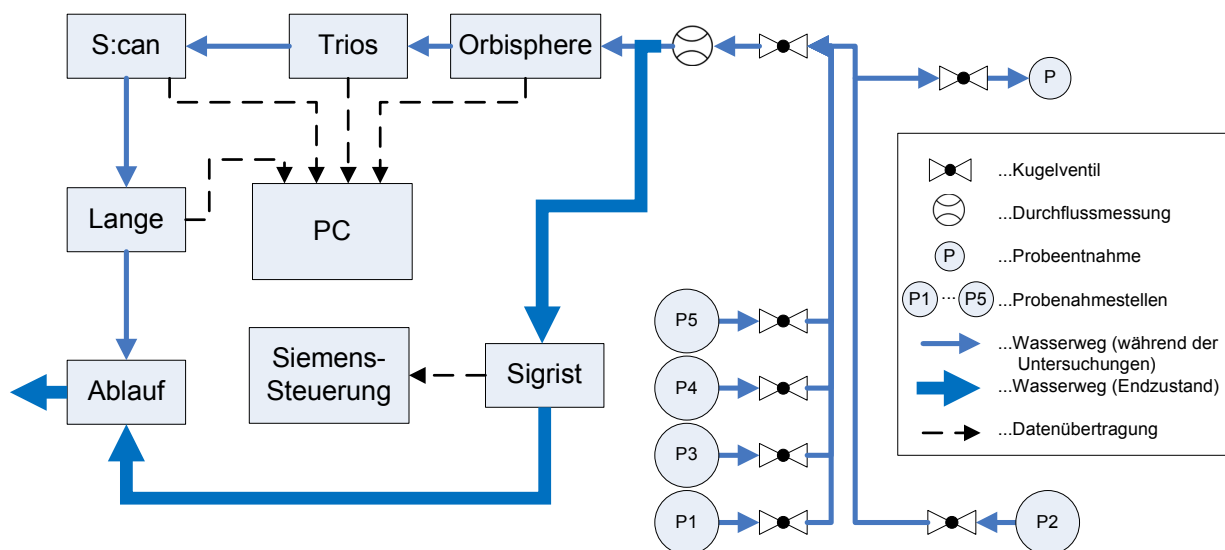 S:can
Trios
Orbisphere
P
Lange
PC
P5
P4
P3
P1
P2
Siemens-
Steuerung
Sigrist
Ablauf
...Kugelventil
...Durchflussmessung
P ...Probeentnahme
P1 ... P5 ...Probenahmestellen
...Wasserweg (während der
Untersuchungen)
...Wasserweg (Endzustand)
...Datenübertragung